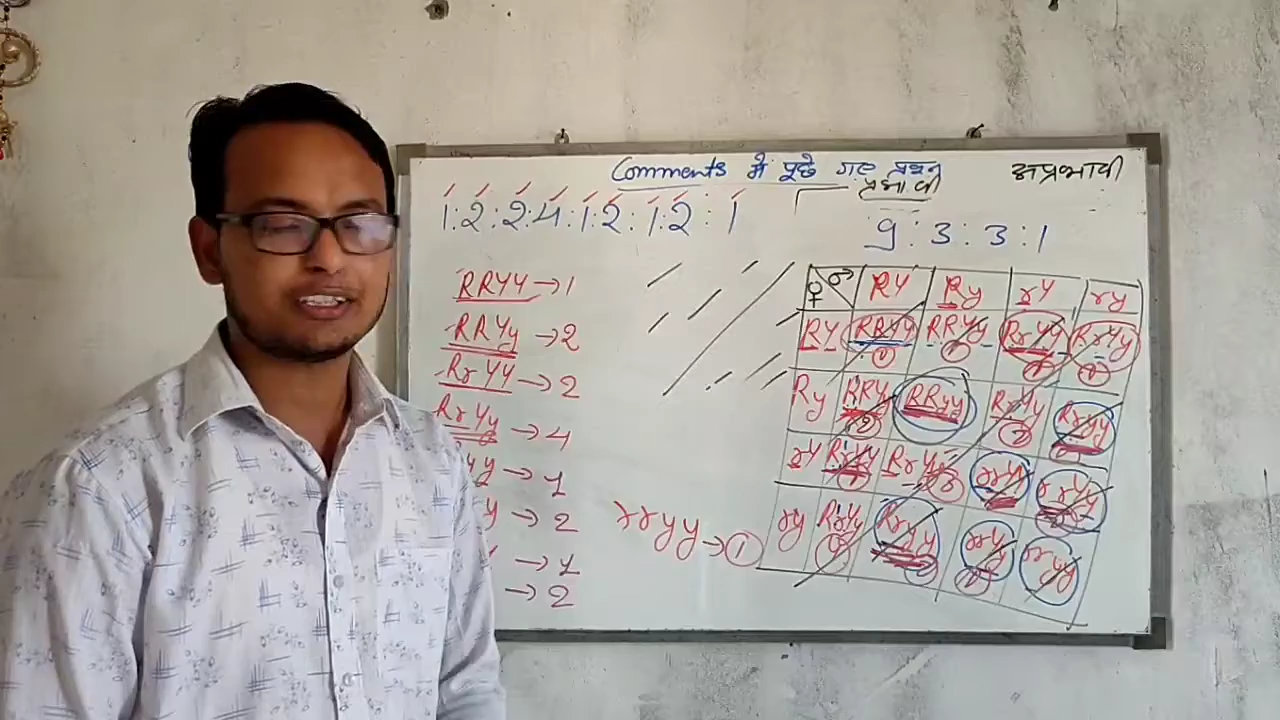 Comments में पूछे गए प्रश्न
प्रभावी
अप्रभावी
1:2:2:4:1:2:1:2:1
9:3:3:1
RRYY→1
RRYy→2
RrYY→2
RrYy→4
yy→1
y→2
→1
→2
rryy→①
♀ ♂ RY Ry rY ry
RY RRYY RRYy RrYY RrYy
Ry RRYy RRyy RrYy Rryy
rY RrYY RrYy rrYY rrYy
ry RrYy Rryy rrYy rryy